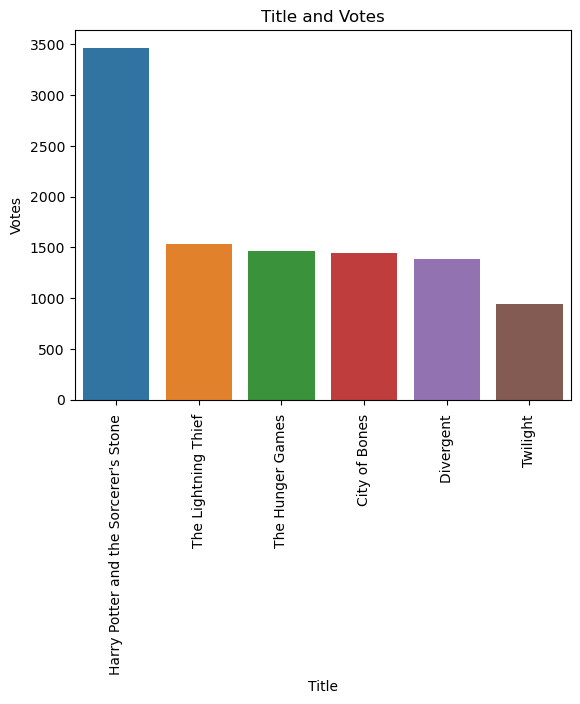 Title and Votes
Votes
3500
3000
2500
2000
1500
1000
500
0
Harry Potter and the Sorcerer's Stone
The Lightning Thief
The Hunger Games
City of Bones
Divergent
Twilight
Title